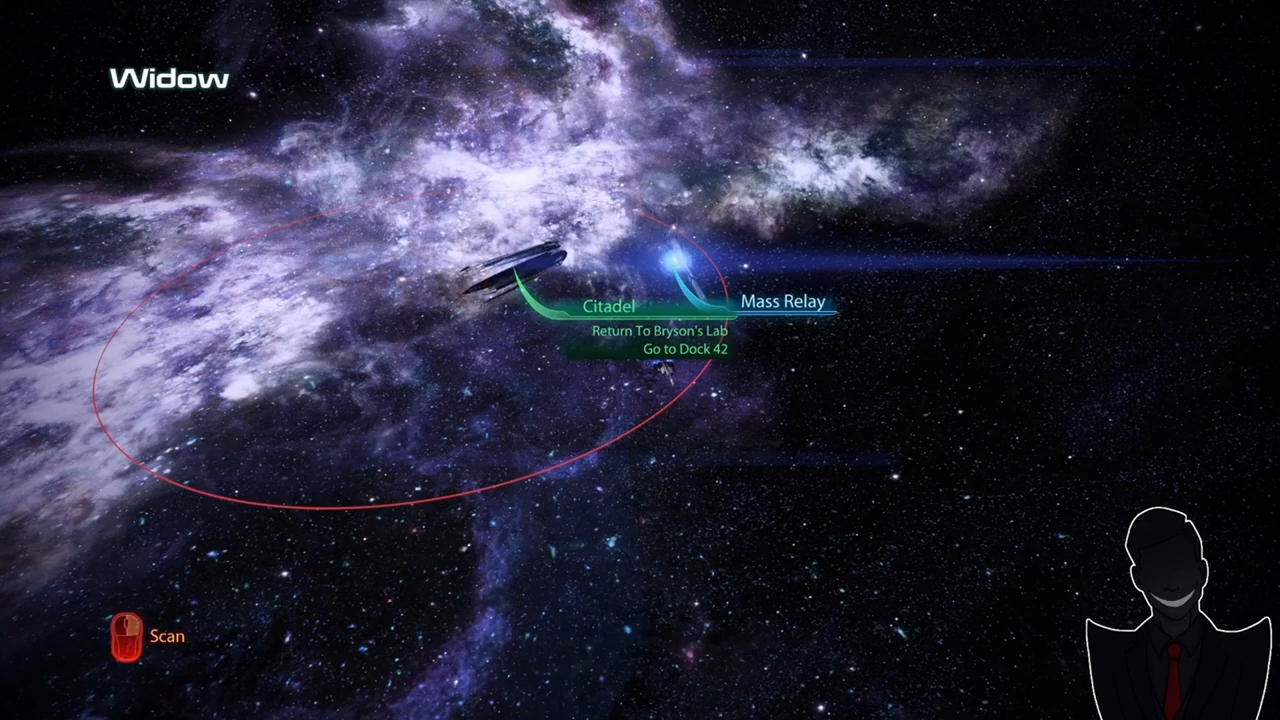 Widow
Citadel
Mass Relay
Return To Bryson's Lab
Go to Dock 42
Scan